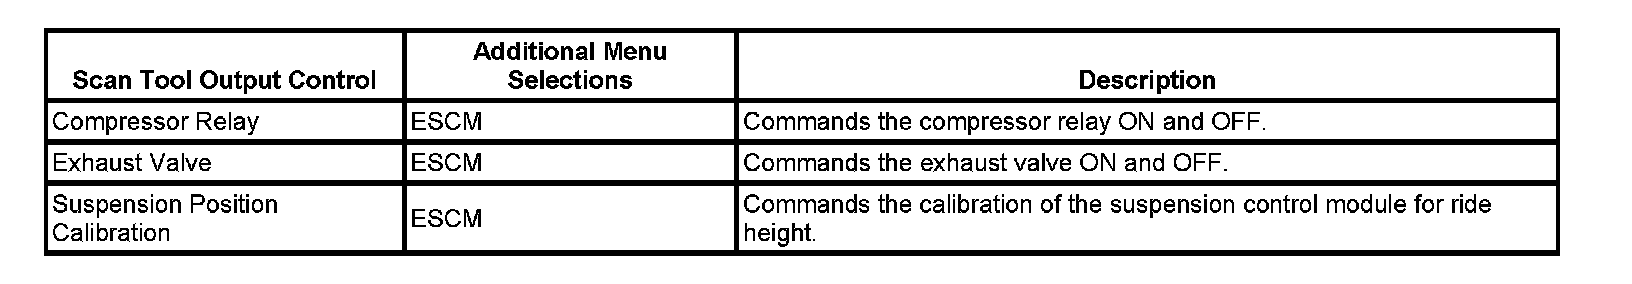 Scan Tool Output Control
Additional Menu
Selections
Description
Compressor Relay
ESCM
Commands the compressor relay ON and OFF.
Exhaust Valve
ESCM
Commands the exhaust valve ON and OFF.
Suspension Position
Calibration
ESCM
Commands the calibration of the suspension control module for ride
height.